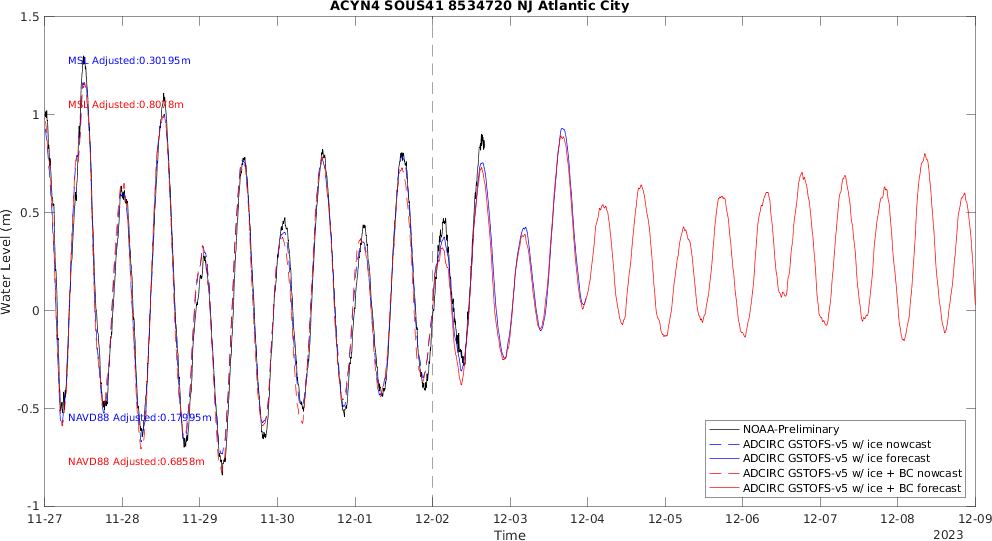 ACYN4 SOUS41 8534720 NJ Atlantic City
Water Level (m)
1.5
1
0.5
0
-0.5
-1
MSL Adjusted:0.30195m
MSL Adjusted:0.8078m
NAVD88 Adjusted:0.17995m
NAVD88 Adjusted:0.6858m
NOAA-Preliminary
ADCIRC GSTOFS-v5 w/ ice nowcast
ADCIRC GSTOFS-v5 w/ ice forecast
ADCIRC GSTOFS-v5 w/ ice + BC nowcast
ADCIRC GSTOFS-v5 w/ ice + BC forecast
11-27 11-28 11-29 11-30 12-01 12-02 12-03 12-04 12-05 12-06 12-07 12-08 12-09
Time
2023